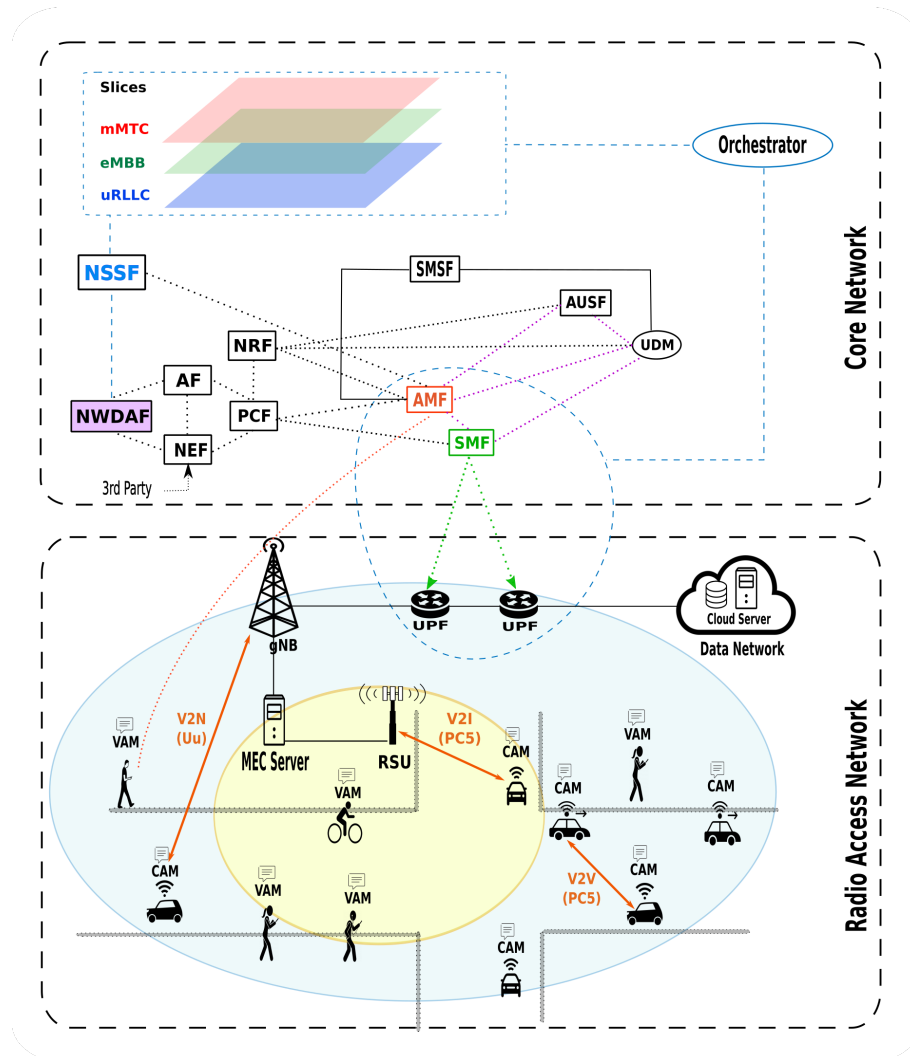 Slices
mMTC
eMBB
uRLLC
Orchestrator
Core Network
NSSF
SMSF
AUSF
NRF
UDM
AF
AMF
NWDAF
PCF
SMF
NEF
3rd Party
gNB
UPF
UPF
Cloud Server
Data Network
Radio Access Network
V2N
(Uu)
VAM
MEC Server
RSU
V2I
(PC5)
CAM
VAM
VAM
CAM
CAM
CAM
V2V
(PC5)
CAM
VAM
VAM
CAM